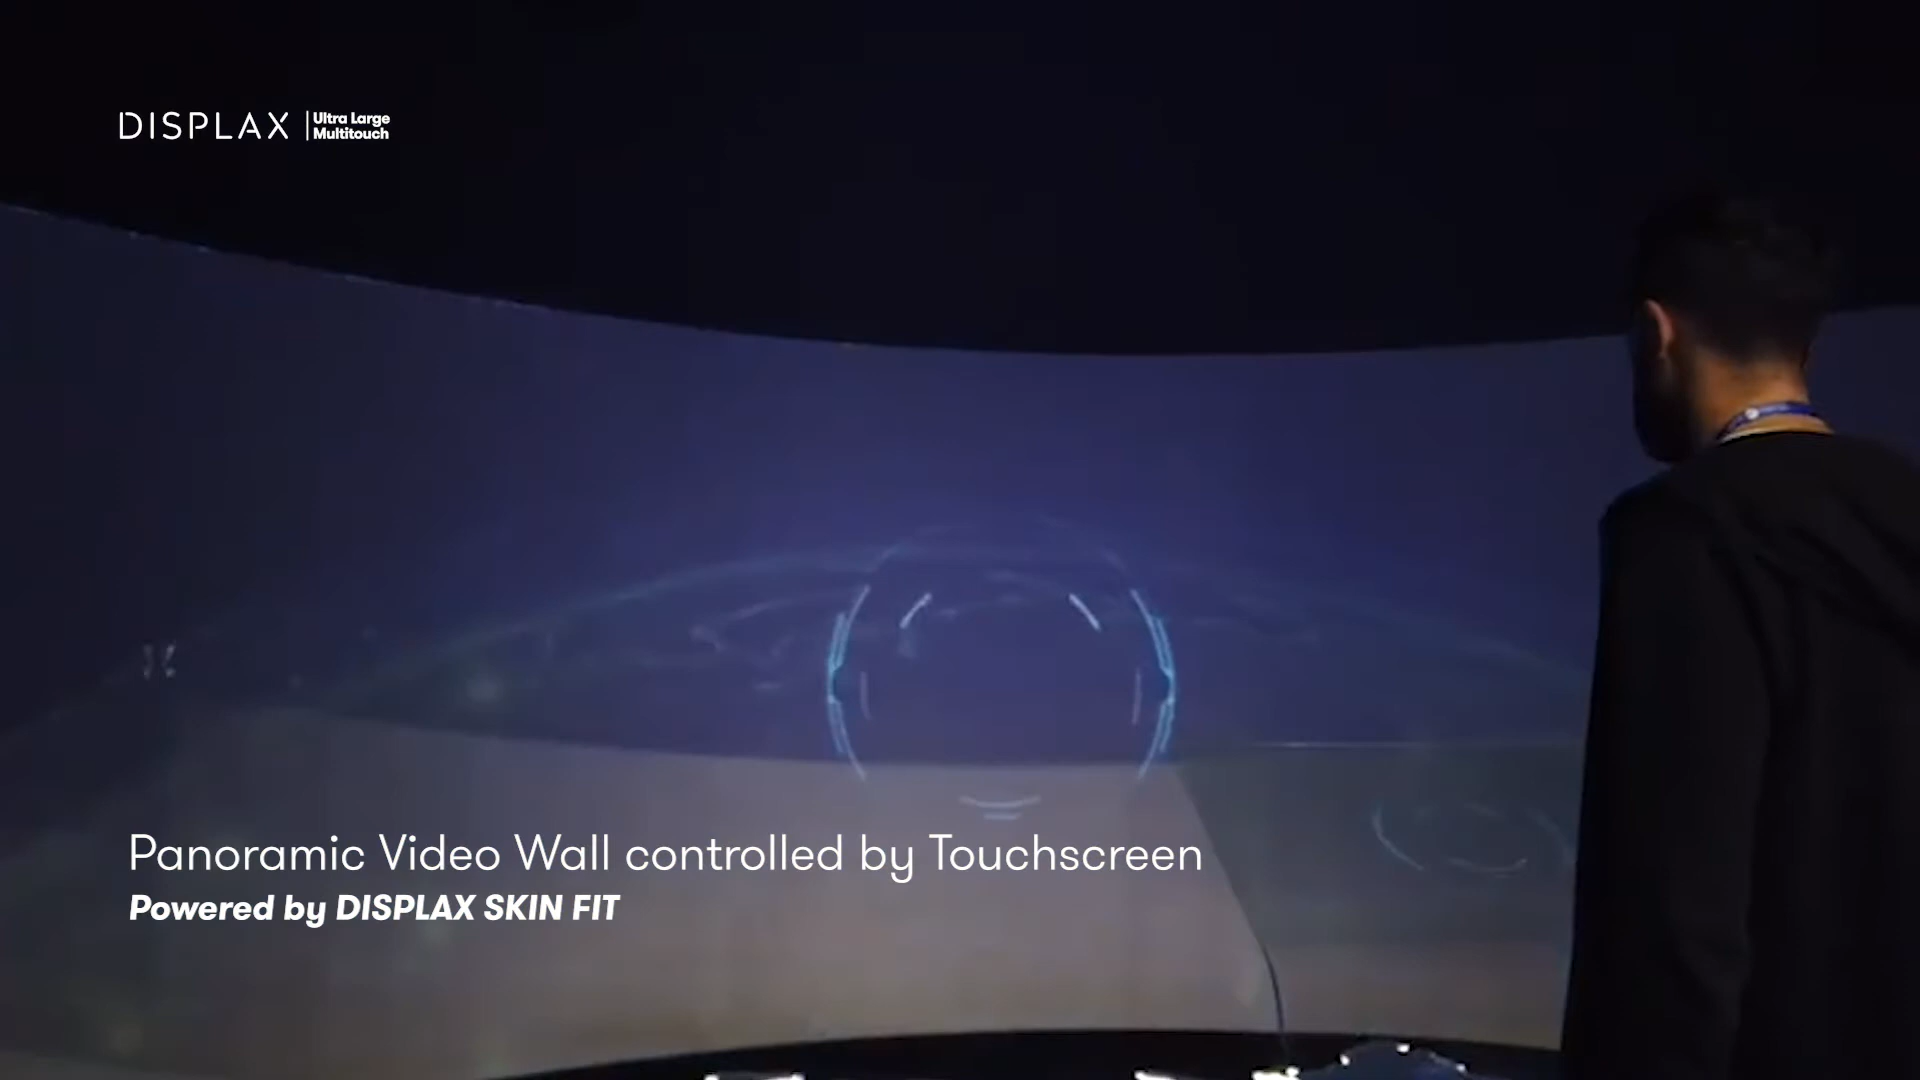 DISPLAX
Ultra Large
Multitouch
Panoramic Video Wall controlled by Touchscreen
Powered by DISPLAX SKIN FIT